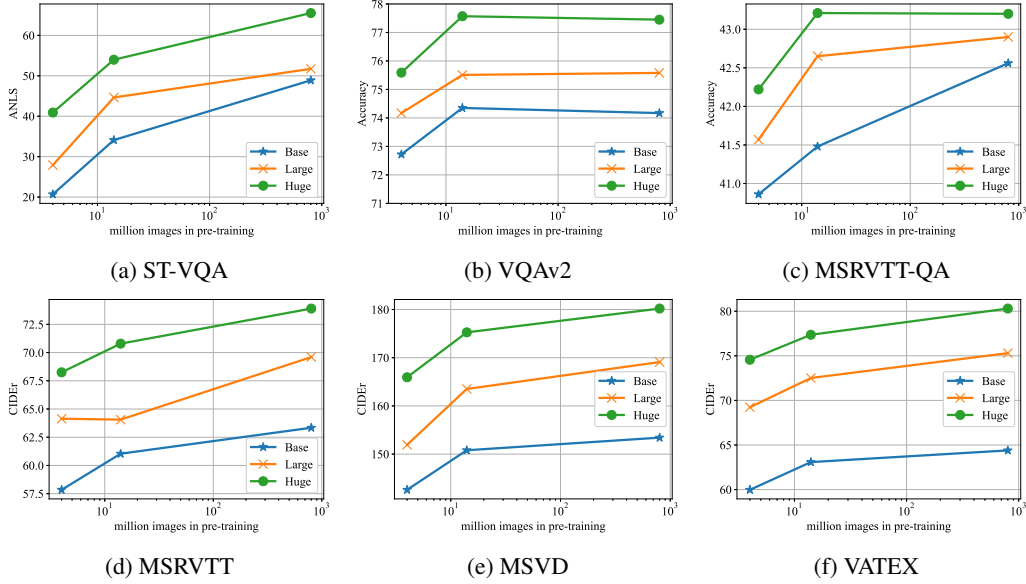 ANLS
60
50
40
30
20
10^1
10^2
10^3
million images in pre-training
Base
Large
Huge
(a) ST-VQA
Accuracy
78
77
76
75
74
73
72
71
10^1
10^2
10^3
million images in pre-training
Base
Large
Huge
(b) VQAv2
Accuracy
43.0
42.5
42.0
41.5
41.0
10^1
10^2
10^3
million images in pre-training
Base
Large
Huge
(c) MSRVTT-QA
CIDEr
72.5
70.0
67.5
65.0
62.5
60.0
57.5
10^1
10^2
10^3
million images in pre-training
Base
Large
Huge
(d) MSRVTT
CIDEr
180
170
160
150
10^1
10^2
10^3
million images in pre-training
Base
Large
Huge
(e) MSVD
CIDEr
80
75
70
65
60
10^1
10^2
10^3
million images in pre-training
Base
Large
Huge
(f) VATEX